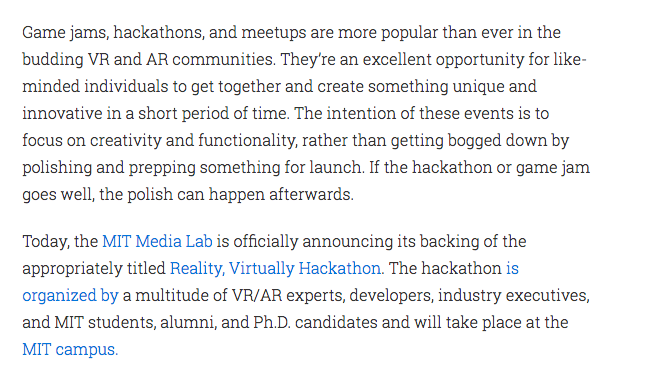 Game jams, hackathons, and meetups are more popular than ever in the
budding VR and AR communities. They're an excellent opportunity for like-
minded individuals to get together and create something unique and
innovative in a short period of time. The intention of these events is to
focus on creativity and functionality, rather than getting bogged down by
polishing and prepping something for launch. If the hackathon or game jam
goes well, the polish can happen afterwards.
Today, the MIT Media Lab is officially announcing its backing of the
appropriately titled Reality, Virtually Hackathon. The hackathon is
organized by a multitude of VR/AR experts, developers, industry executives,
and MIT students, alumni, and Ph.D. candidates and will take place at the
MIT campus.